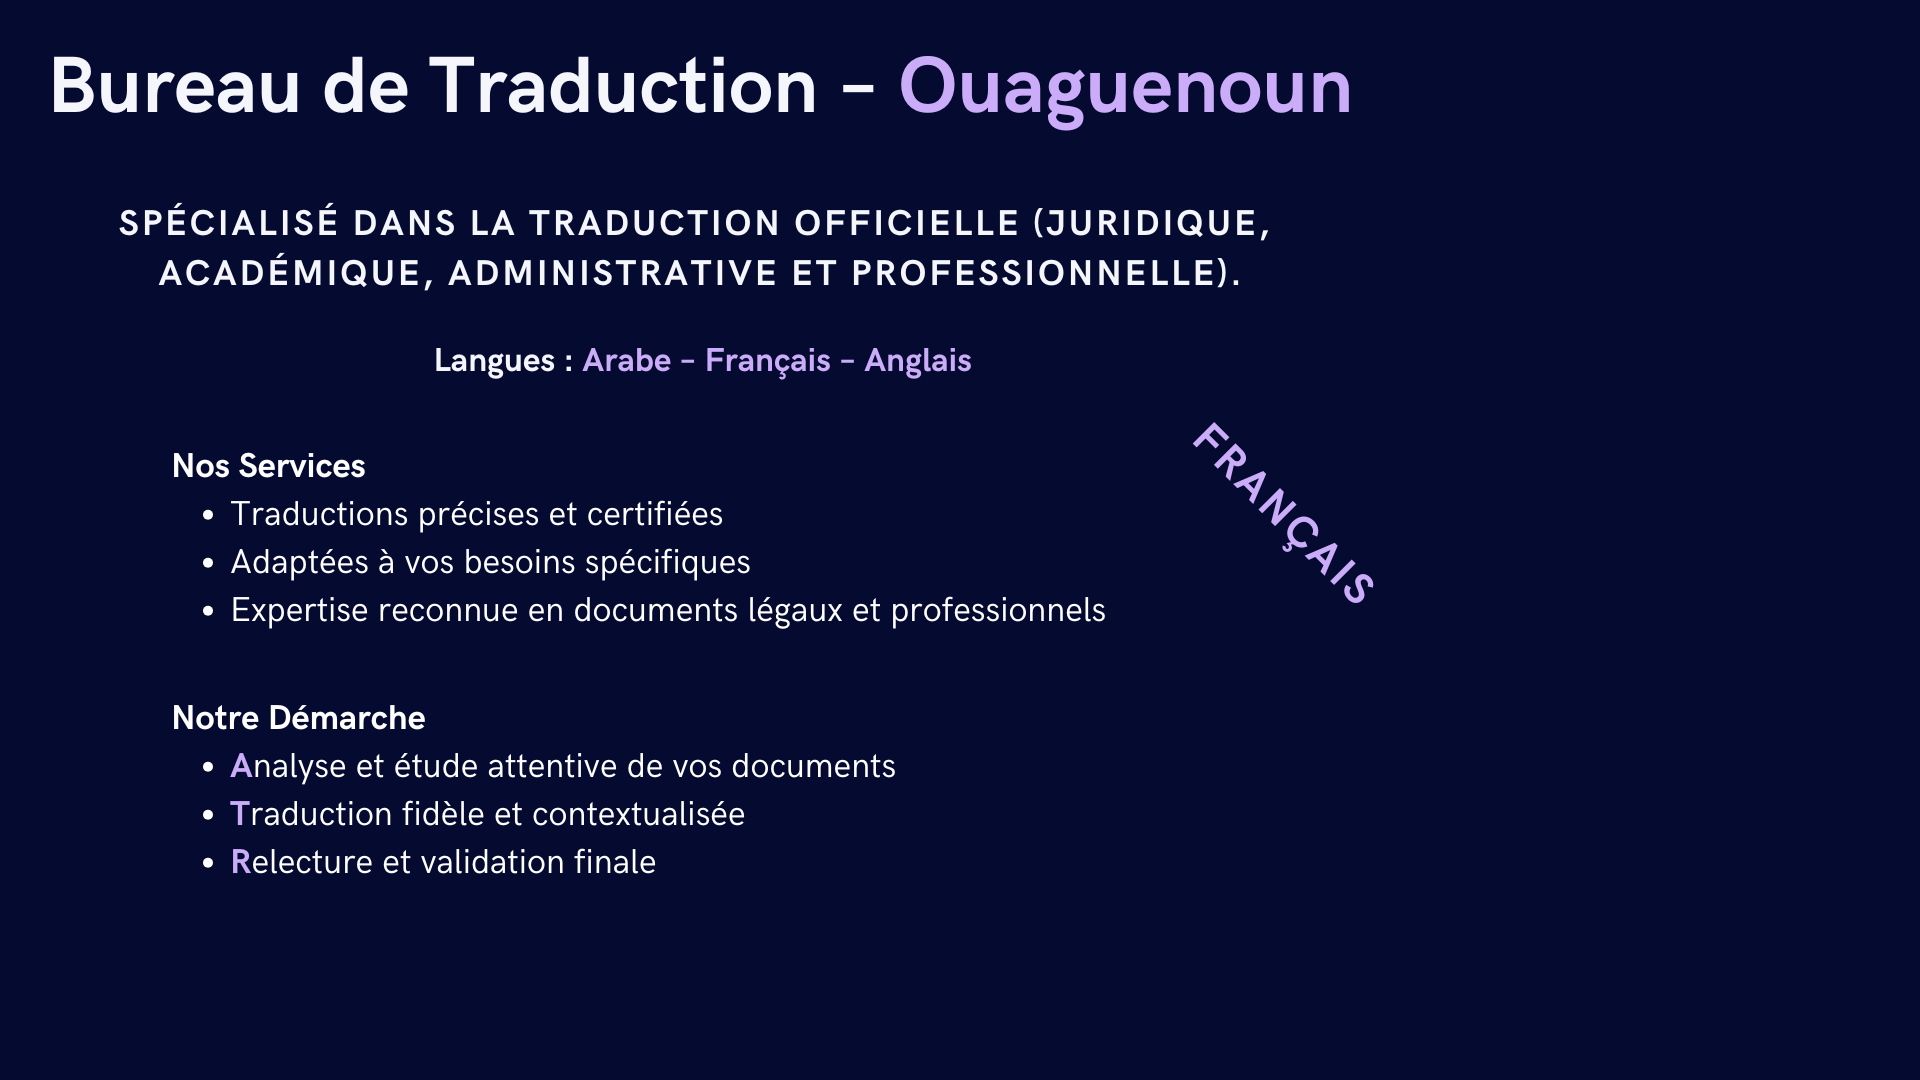 Bureau de Traduction – Ouaguenoun
SPÉCIALISÉ DANS LA TRADUCTION OFFICIELLE (JURIDIQUE,
ACADÉMIQUE, ADMINISTRATIVE ET PROFESSIONNELLE).
Langues : Arabe – Français – Anglais
FRANÇAIS
Nos Services
• Traductions précises et certifiées
• Adaptées à vos besoins spécifiques
• Expertise reconnue en documents légaux et professionnels
Notre Démarche
• Analyse et étude attentive de vos documents
• Traduction fidèle et contextualisée
• Relecture et validation finale